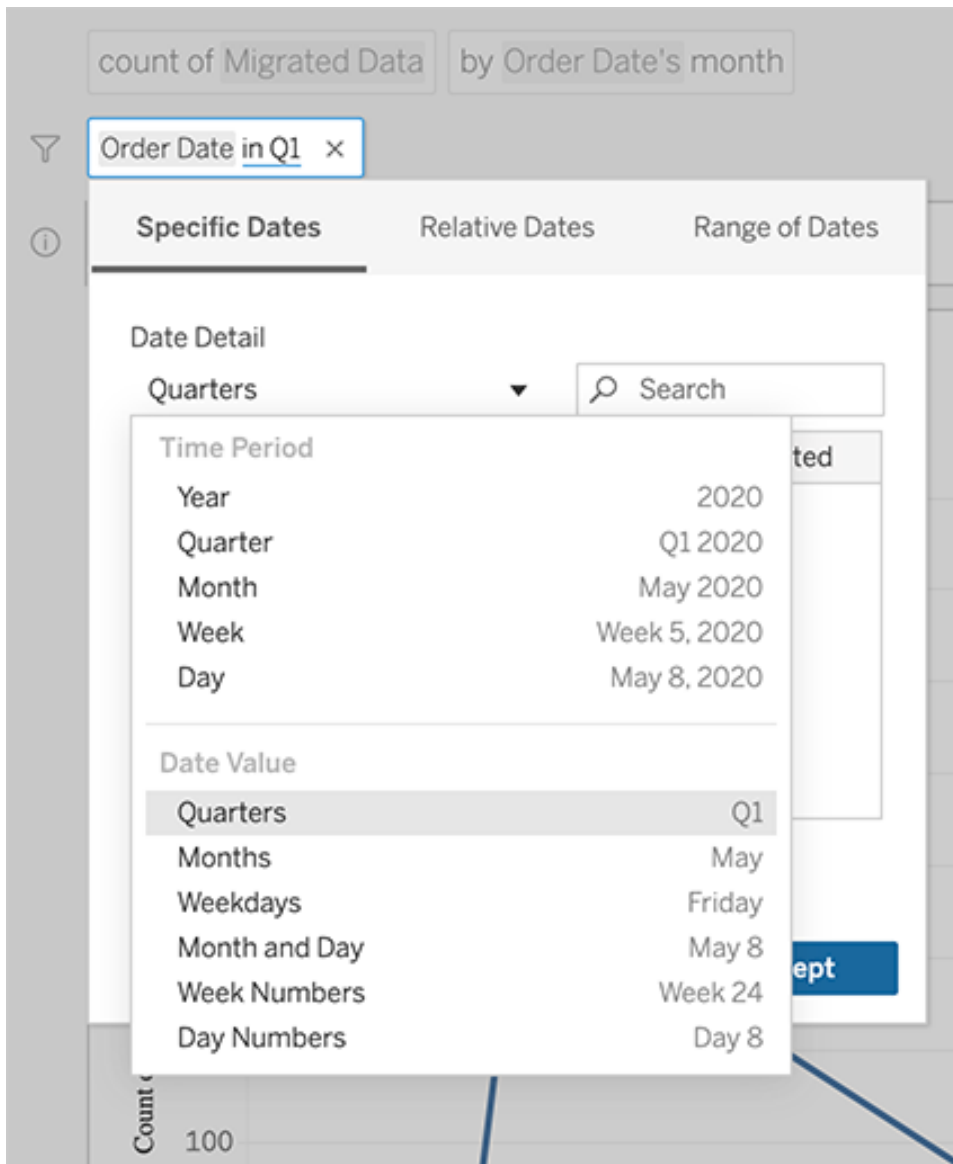 count of Migrated Data by Order Date's month
Order Date in Q1 ×
Specific Dates Relative Dates Range of Dates
Date Detail
Quarters Search
Time Period
ted
Year 2020
Quarter Q1 2020
Month May 2020
Week Week 5, 2020
Day May 8, 2020
Date Value
Quarters Q1
Months May
Weekdays Friday
Month and Day May 8
ept
Week Numbers Week 24
Day Numbers Day 8
Count
100